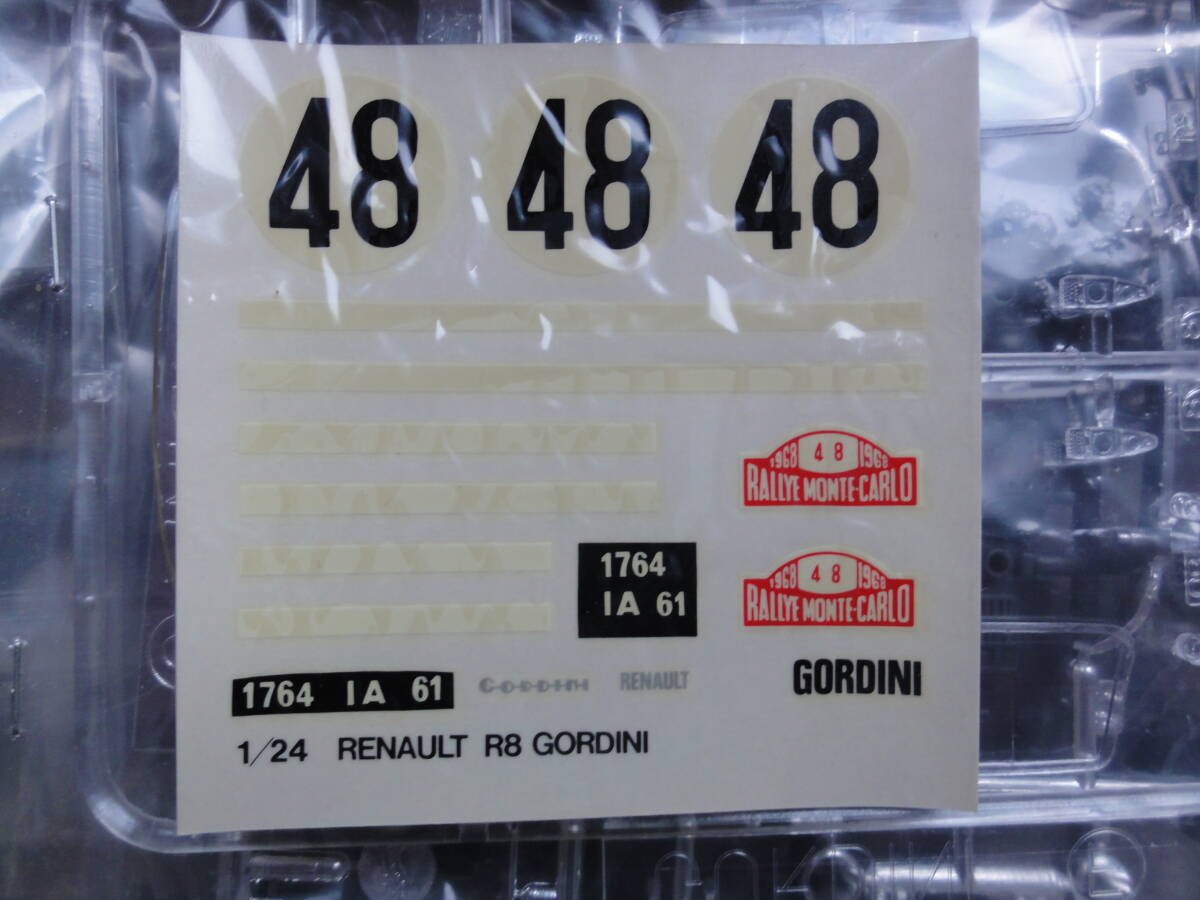 48 48 48
1968 48 1968
RALLYE MONTE-CARLO
1764
IA 61
1968 48 1968
RALLYE MONTE-CARLO
1764 IA 61
GORDINI
RENAULT
GORDINI
1/24 RENAULT R8 GORDINI